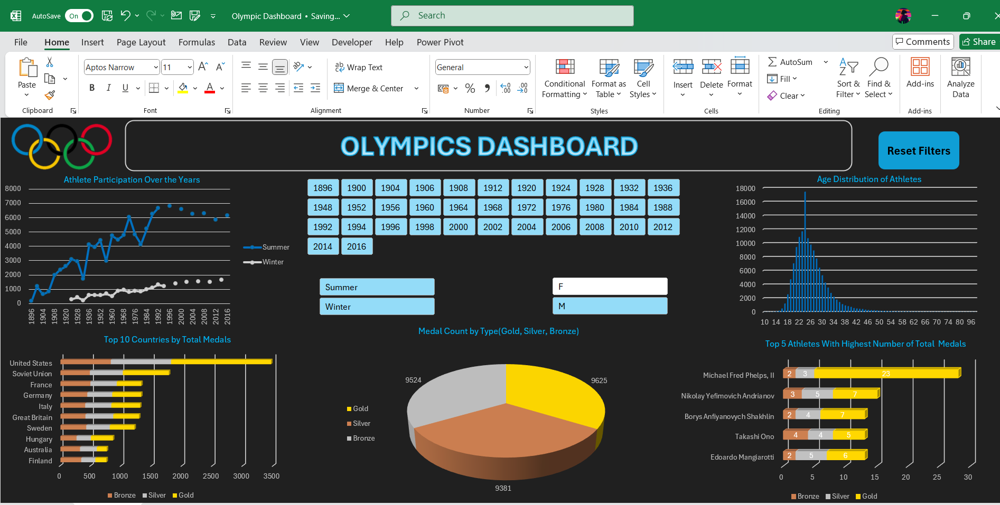 AutoSave On Olympic Dashboard • Saving... Search
File Home Insert Page Layout Formulas Data Review View Developer Help Power Pivot Comments Share
Paste
Clipboard
Aptos Narrow 11
B I U
Font
Wrap Text
Merge & Center
Alignment
General
Number
Conditional Formatting
Format as Table
Cell Styles
Styles
Insert
Delete
Format
Cells
AutoSum
Fill
Clear
Sort & Filter
Find & Select
Editing
Add-ins
Add-ins
Analyze Data
OLYMPICS DASHBOARD
Reset Filters
Athlete Participation Over the Years
8000
7000
6000
5000
4000
3000
2000
1000
0
1896 1904 1908 1920 1928 1936 1952 1960 1968 1976 1984 1992 1996 2000 2004 2008 2012 2016
Summer
Winter
1896 1900 1904 1906 1908 1912 1920 1924 1928 1932 1936
1948 1952 1956 1960 1964 1968 1972 1976 1980 1984 1988
1992 1994 1996 1998 2000 2002 2004 2006 2008 2010 2012
2014 2016
Summer
Winter
F
M
Age Distribution of Athletes
18000
16000
14000
12000
10000
8000
6000
4000
2000
0
10 14 18 22 26 30 34 38 42 46 50 54 58 62 66 70 74 80 96
Top 10 Countries by Total Medals
United States
Soviet Union
France
Germany
Italy
Great Britain
Sweden
Hungary
Australia
Finland
0 500 1000 1500 2000 2500 3000 3500
Bronze Silver Gold
Medal Count by Type(Gold, Silver, Bronze)
9524
9625
9381
Gold
Silver
Bronze
Top 5 Athletes With Highest Number of Total Medals
Michael Fred Phelps, II 2 3 23
Nikolay Yefimovich Andrianov 3 5 7
Borys Anfiyanovych Shakhlin 2 4 7
Takashi Ono 4 4 5
Edoardo Mangiarotti 2 5 6
0 5 10 15 20 25 30
Bronze Silver Gold